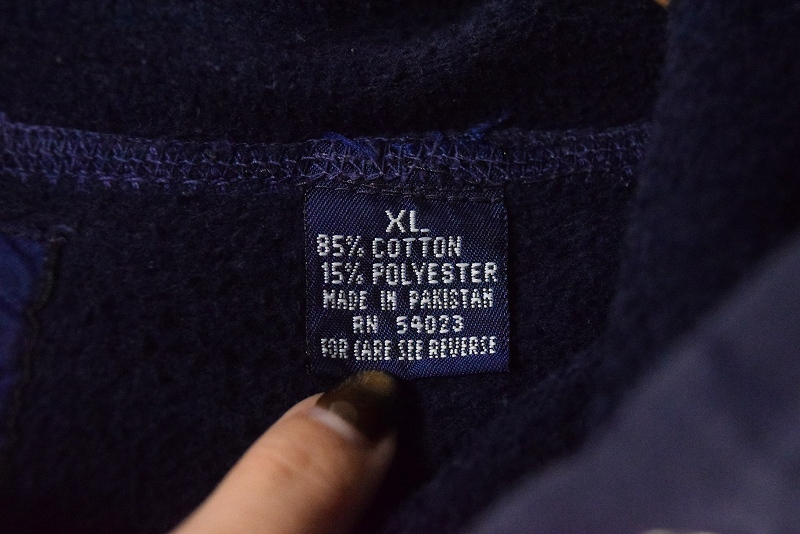 XL
85% COTTON
15% POLYESTER
MADE IN PAKISTAN
RN 54023
FOR CARE SEE REVERSE